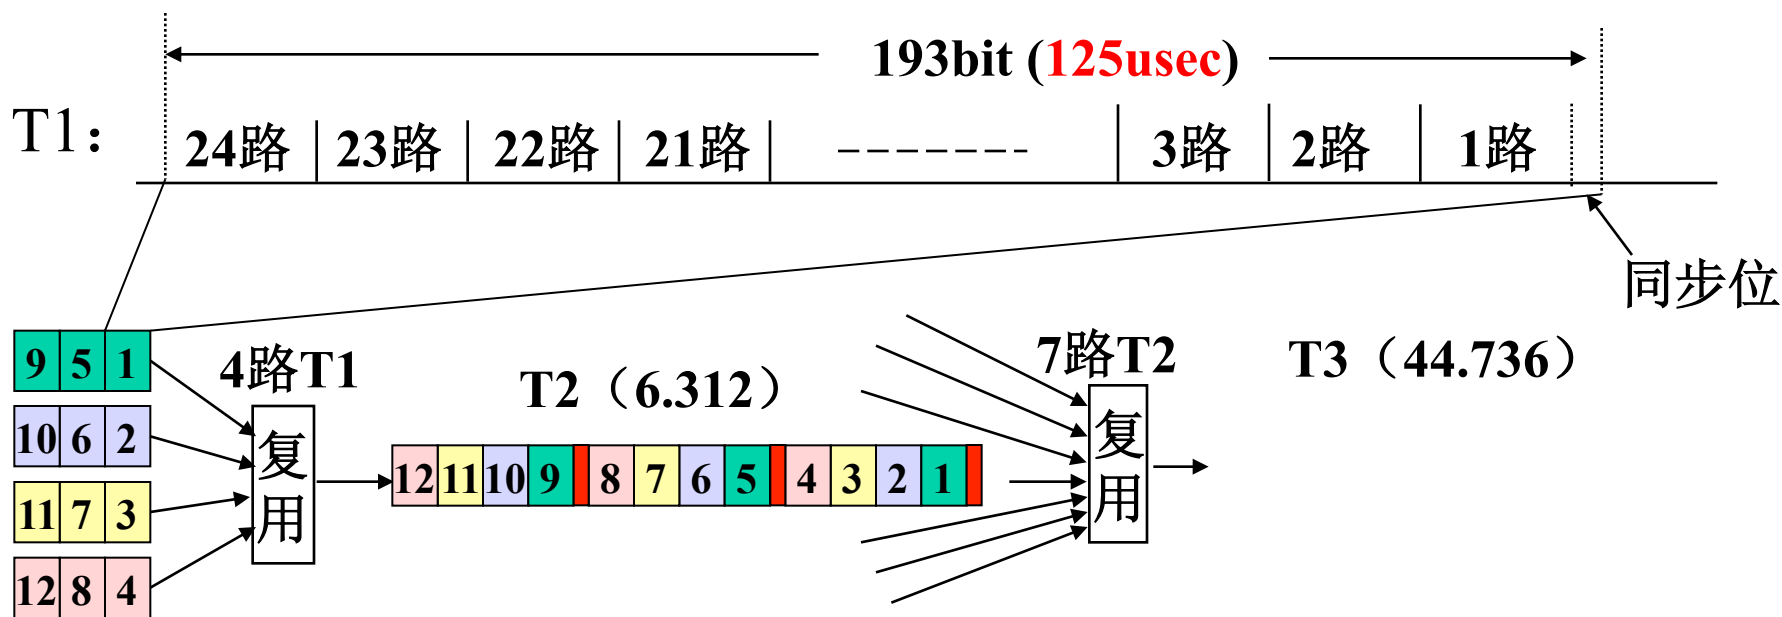 193bit (125usec)
T1：
24路 23路 22路 21路 3路 2路 1路
同步位
9 5 1
10 6 2
11 7 3
12 8 4
4路T1
复用
T2（6.312）
12 11 10 9 8 7 6 5 4 3 2 1
7路T2
复用
T3（44.736）